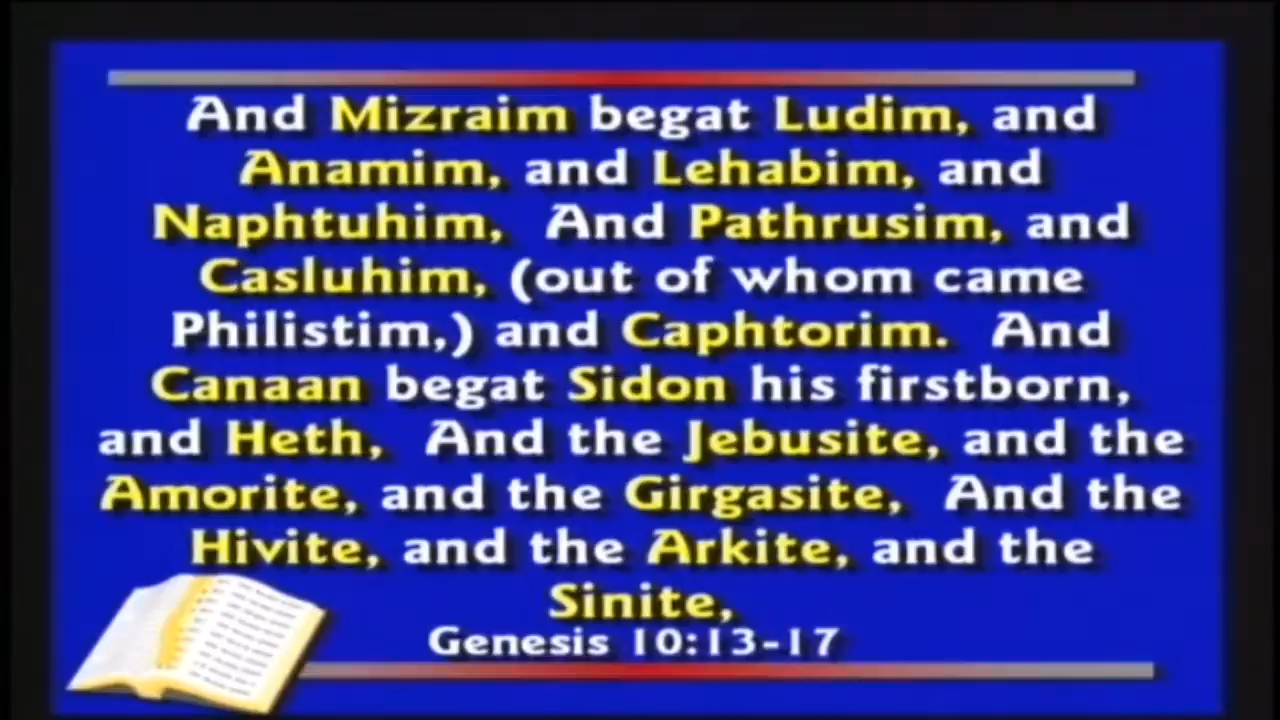 And Mizraim begat Ludim, and
Anamim, and Lehabim, and
Naphtuhim, And Pathrusim, and
Casluhim, (out of whom came
Philistim,) and Caphtorim. And
Canaan begat Sidon his firstborn,
and Heth, And the Jebusite, and the
Amorite, and the Girgasite, And the
Hivite, and the Arkite, and the
Sinite,
Genesis 10:13-17